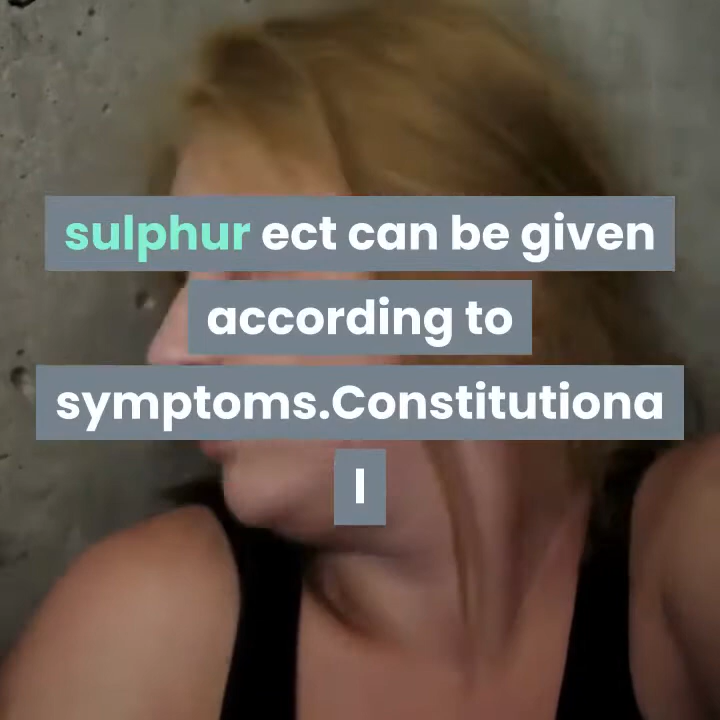 sulphur ect can be given
according to
symptoms.Constitutiona
l